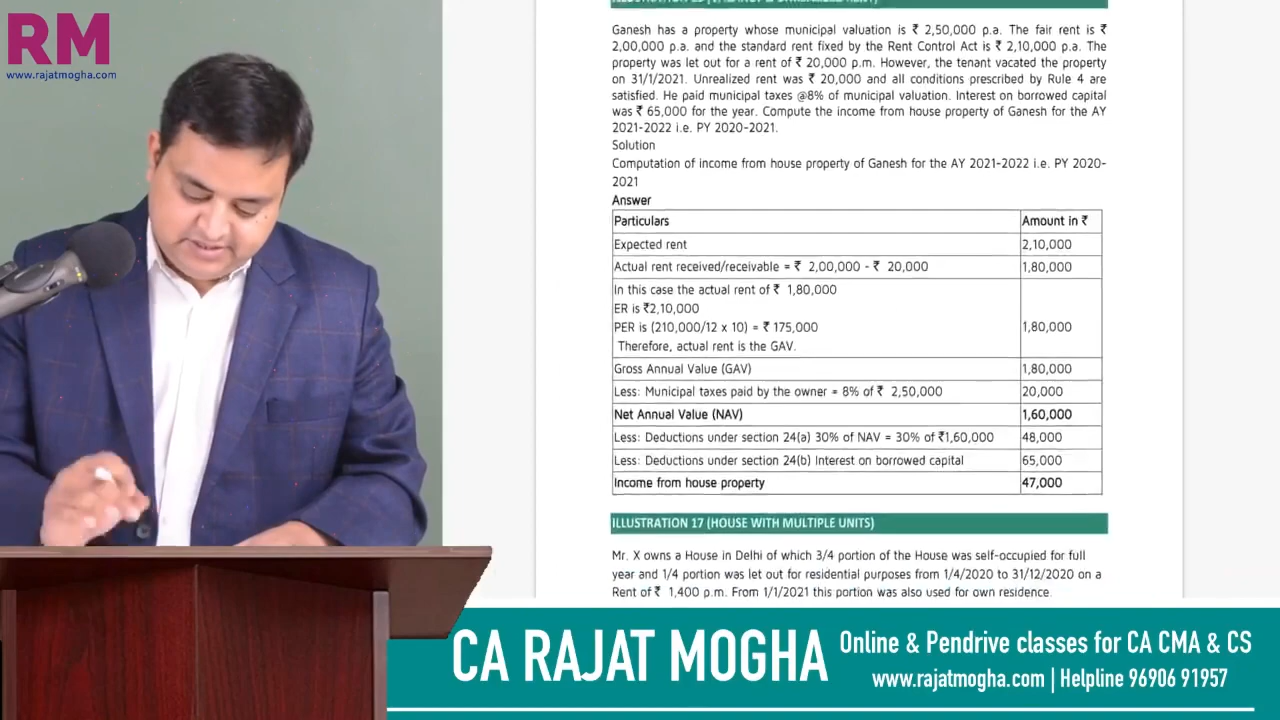 RM
www.rajatmogha.com
Ganesh has a property whose municipal valuation is ₹ 2,50,000 p.a. The fair rent is ₹
2,00,000 p.a. and the standard rent fixed by the Rent Control Act is ₹ 2,10,000 p.a. The
property was let out for a rent of ₹ 20,000 p.m. However, the tenant vacated the property
on 31/1/2021. Unrealized rent was ₹ 20,000 and all conditions prescribed by Rule 4 are
satisfied. He paid municipal taxes @8% of municipal valuation. Interest on borrowed capital
was ₹ 65,000 for the year. Compute the income from house property of Ganesh for the AY
2021-2022 i.e. PY 2020-2021.
Solution
Computation of income from house property of Ganesh for the AY 2021-2022 i.e. PY 2020-
2021
Answer
Particulars Amount in ₹
Expected rent 2,10,000
Actual rent received/receivable = ₹ 2,00,000 - ₹ 20,000 1,80,000
In this case the actual rent of ₹ 1,80,000
ER is ₹2,10,000
PER is (210,000/12 x 10) = ₹ 175,000 1,80,000
Therefore, actual rent is the GAV.
Gross Annual Value (GAV) 1,80,000
Less: Municipal taxes paid by the owner = 8% of ₹ 2,50,000 20,000
Net Annual Value (NAV) 1,60,000
Less: Deductions under section 24(a) 30% of NAV = 30% of ₹1,60,000 48,000
Less: Deductions under section 24(b) Interest on borrowed capital 65,000
Income from house property 47,000
ILLUSTRATION 17 (HOUSE WITH MULTIPLE UNITS)
Mr. X owns a House in Delhi of which 3/4 portion of the House was self-occupied for full
year and 1/4 portion was let out for residential purposes from 1/4/2020 to 31/12/2020 on a
Rent of ₹ 1,400 p.m. From 1/1/2021 this portion was also used for own residence.
CA RAJAT MOGHA
Online & Pendrive classes for CA CMA & CS
www.rajatmogha.com | Helpline 96906 91957